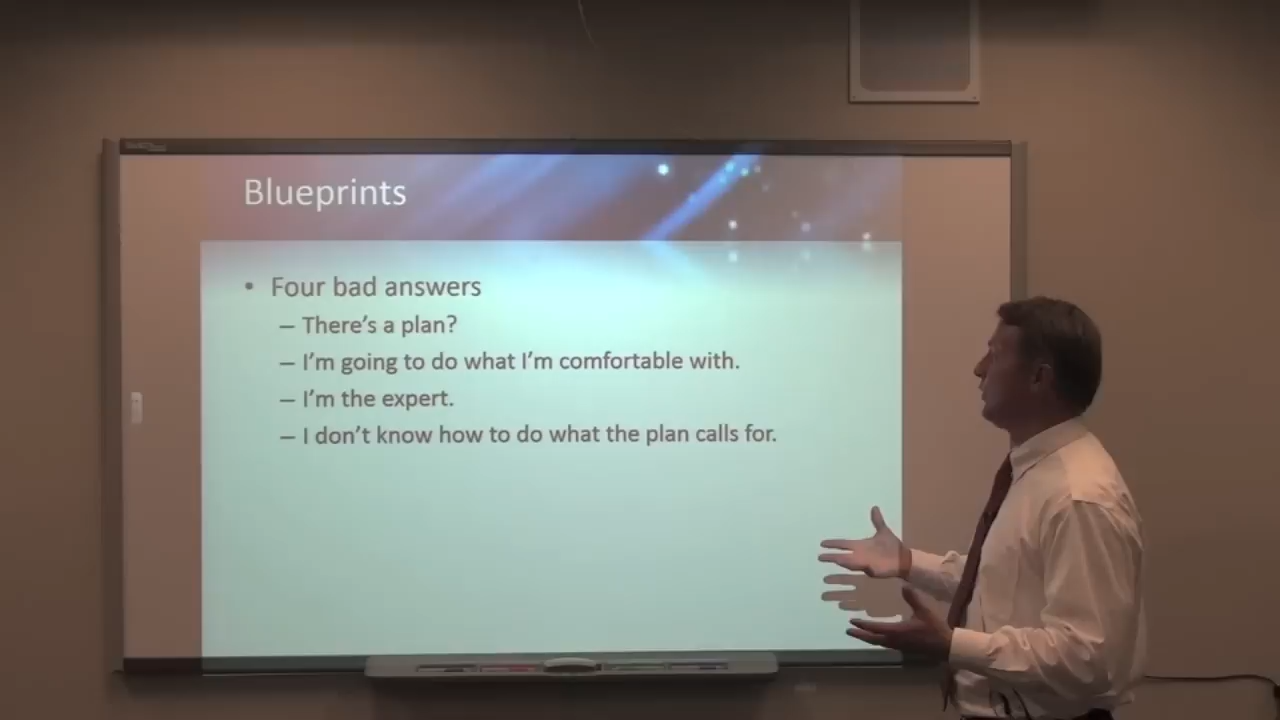 Blueprints
• Four bad answers
– There's a plan?
– I'm going to do what I'm comfortable with.
– I'm the expert.
– I don't know how to do what the plan calls for.